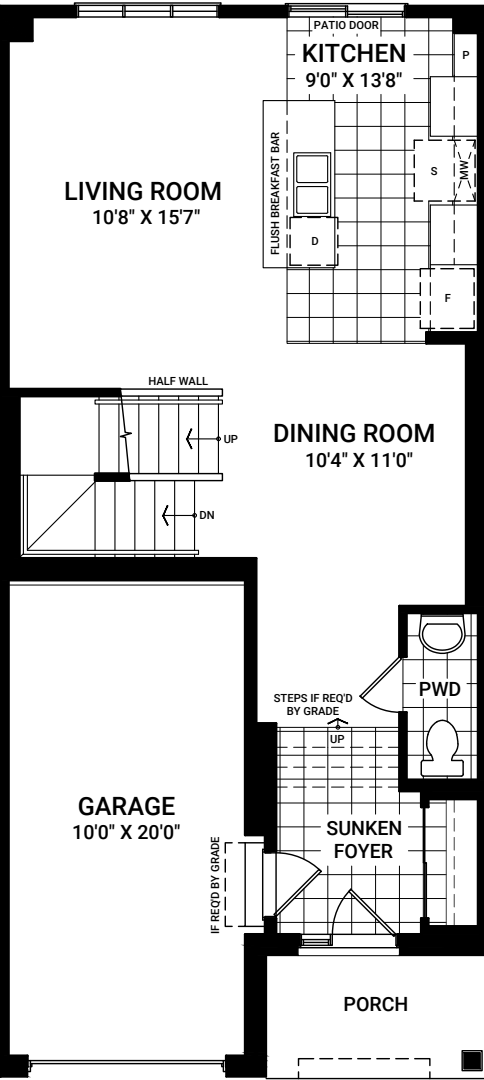 PATIO DOOR
KITCHEN
9'0" X 13'8"
P
FLUSH BREAKFAST BAR
S
MW
LIVING ROOM
10'8" X 15'7"
D
F
HALF WALL
UP
DINING ROOM
10'4" X 11'0"
DN
PWD
STEPS IF REQ'D
BY GRADE
UP
GARAGE
10'0" X 20'0"
SUNKEN
FOYER
IF REQ'D BY GRADE
PORCH